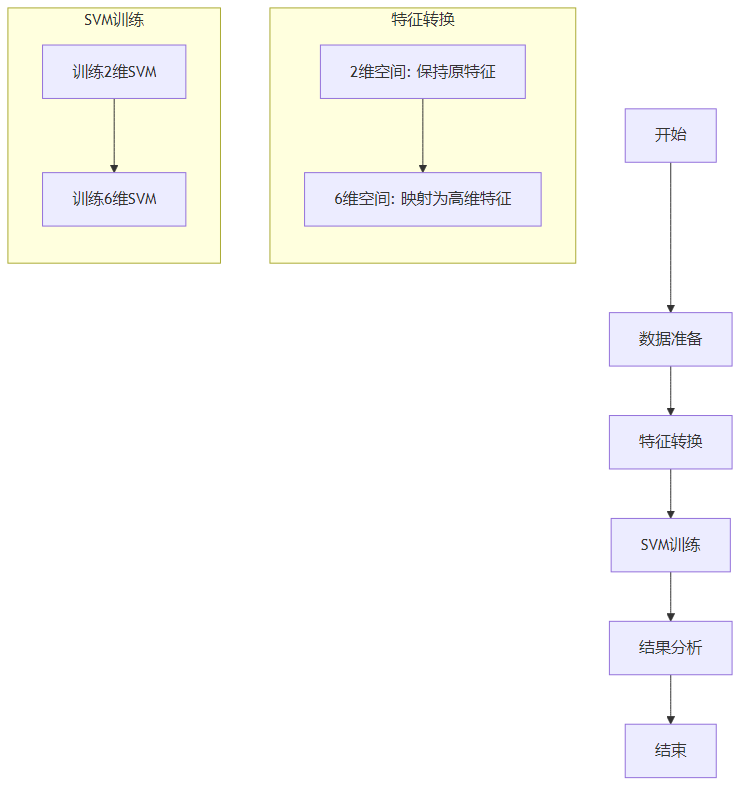 SVM训练
训练2维SVM
训练6维SVM
特征转换
2维空间: 保持原特征
6维空间: 映射为高维特征
开始
数据准备
特征转换
SVM训练
结果分析
结束